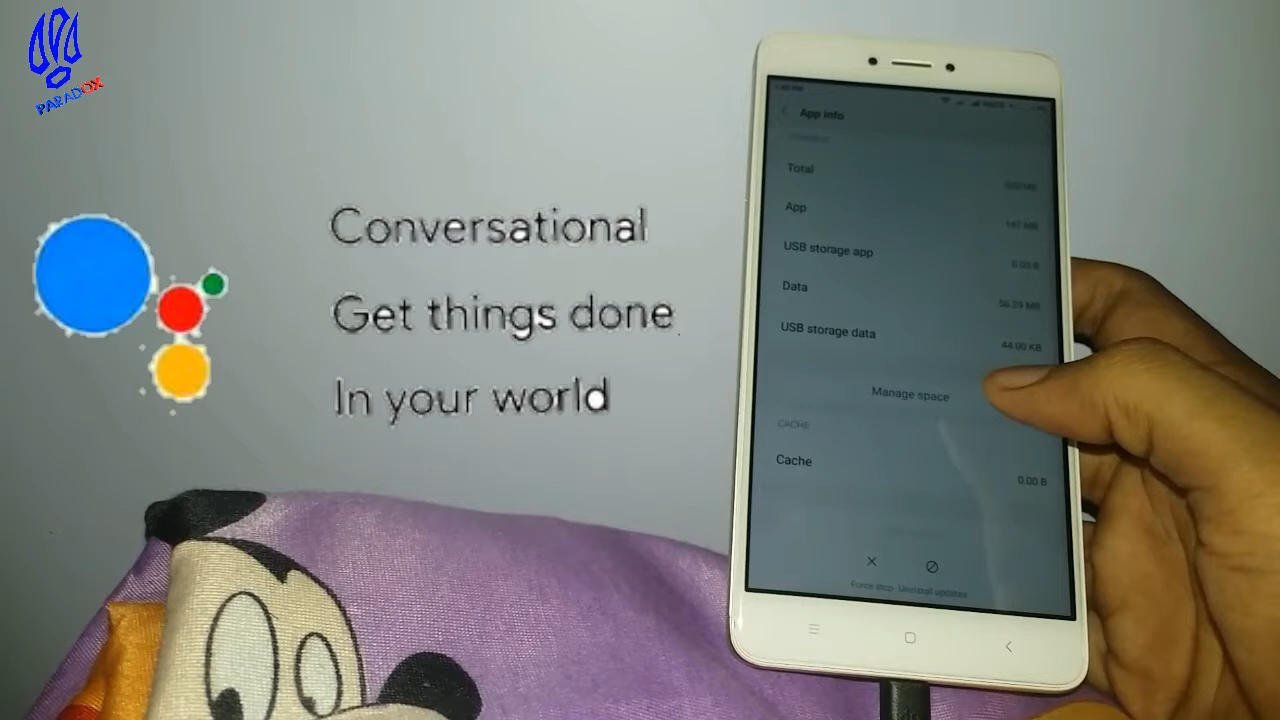 PARADOX
Conversational
Get things done
In your world
App info
Total
App
147 MB
USB storage app
0.00 B
Data
56.29 MB
USB storage data
44.00 KB
Manage space
CACHE
Cache
0.00 B
Force stop Uninstall updates